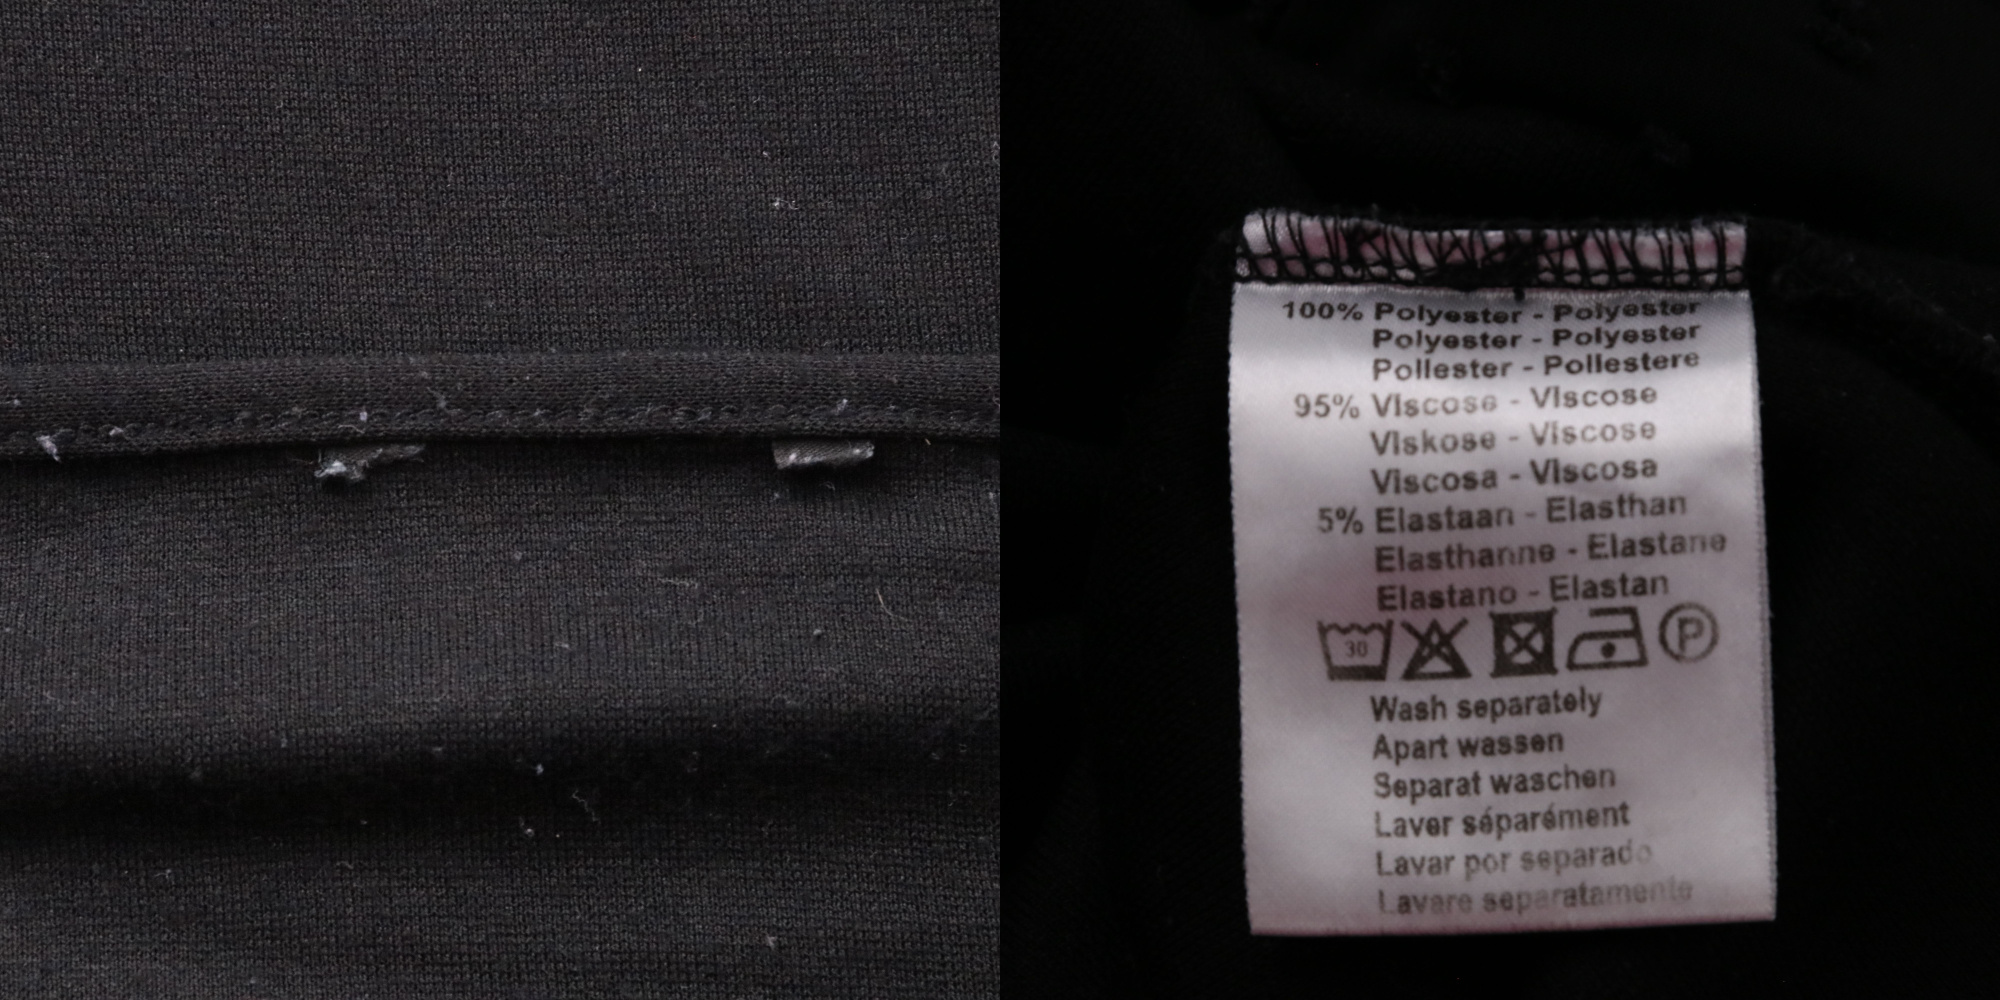 100% Polyester - Polyester
Polyester - Polyester
Poliester - Poliestere
95% Viscose - Viscose
Viskose - Viscose
Viscosa - Viscosa
5% Elastaan - Elasthan
Elasthanne - Elastane
Elastano - Elastan
30 P
Wash separately
Apart wassen
Separat waschen
Laver séparément
Lavar por separado
Lavare separatamente